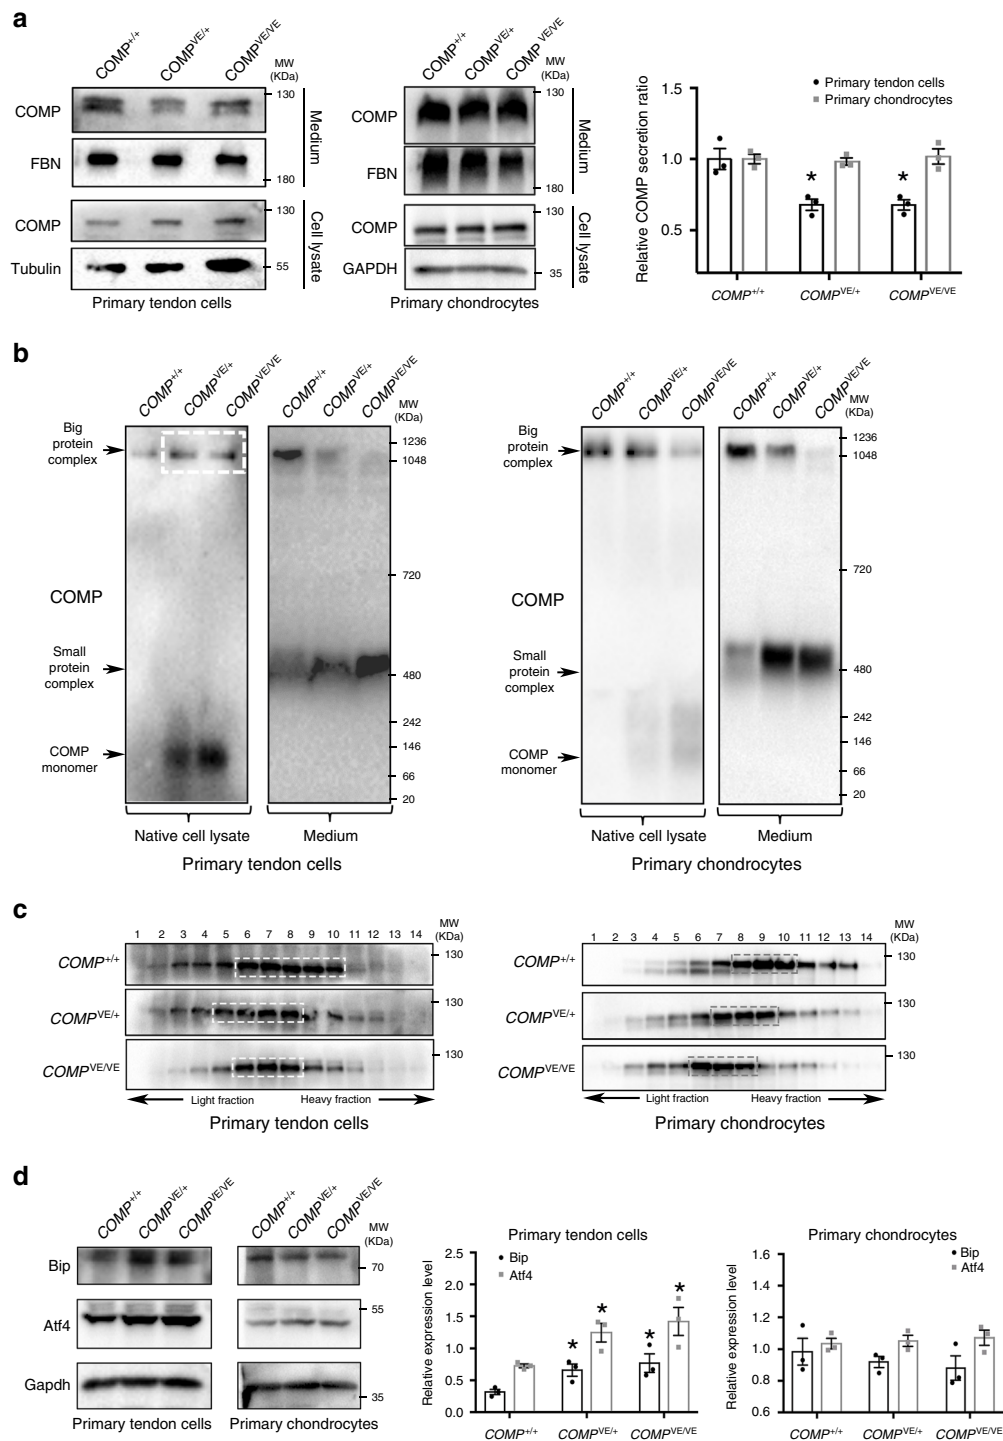 a
COMP+/+ COMPVE/+ COMPVE/VE
MW
(KDa)
COMP
130
FBN
180
Medium
COMP
130
Tubulin
55
Cell lysate
Primary tendon cells
COMP+/+ COMPVE/+ COMPVE/VE
MW
(KDa)
COMP
130
FBN
180
Medium
COMP
130
GAPDH
35
Cell lysate
Primary chondrocytes
Relative COMP secretion ratio
1.5
1.0
0.5
Primary tendon cells
Primary chondrocytes
* *
COMP+/+ COMPVE/+ COMPVE/VE
b
COMP+/+ COMPVE/+ COMPVE/VE COMP+/+ COMPVE/+ COMPVE/VE
MW
(KDa)
Big
protein
complex
COMP
Small
protein
complex
COMP
monomer
1236
1048
720
480
242
146
66
20
Native cell lysate Medium
Primary tendon cells
COMP+/+ COMPVE/+ COMPVE/VE COMP+/+ COMPVE/+ COMPVE/VE
MW
(KDa)
Big
protein
complex
COMP
Small
protein
complex
COMP
monomer
1236
1048
720
480
242
146
66
20
Native cell lysate Medium
Primary chondrocytes
c
1 2 3 4 5 6 7 8 9 10 11 12 13 14
MW
(KDa)
COMP+/+ 130
COMPVE/+ 130
COMPVE/VE 130
Light fraction Heavy fraction
Primary tendon cells
1 2 3 4 5 6 7 8 9 10 11 12 13 14
MW
(KDa)
COMP+/+ 130
COMPVE/+ 130
COMPVE/VE 130
Light fraction Heavy fraction
Primary chondrocytes
d
COMP+/+ COMPVE/+ COMPVE/VE COMP+/+ COMPVE/+ COMPVE/VE
MW
(KDa)
Bip
70
Atf4
55
Gapdh
35
Primary tendon cells Primary chondrocytes
Primary tendon cells
Relative expression level
2.5
2.0
1.5
1.0
0.5
0.0
Bip
Atf4
* * * *
COMP+/+ COMPVE/+ COMPVE/VE
Primary chondrocytes
Relative expression level
1.6
1.4
1.2
1.0
0.8
0.6
Bip
Atf4
COMP+/+ COMPVE/+ COMPVE/VE